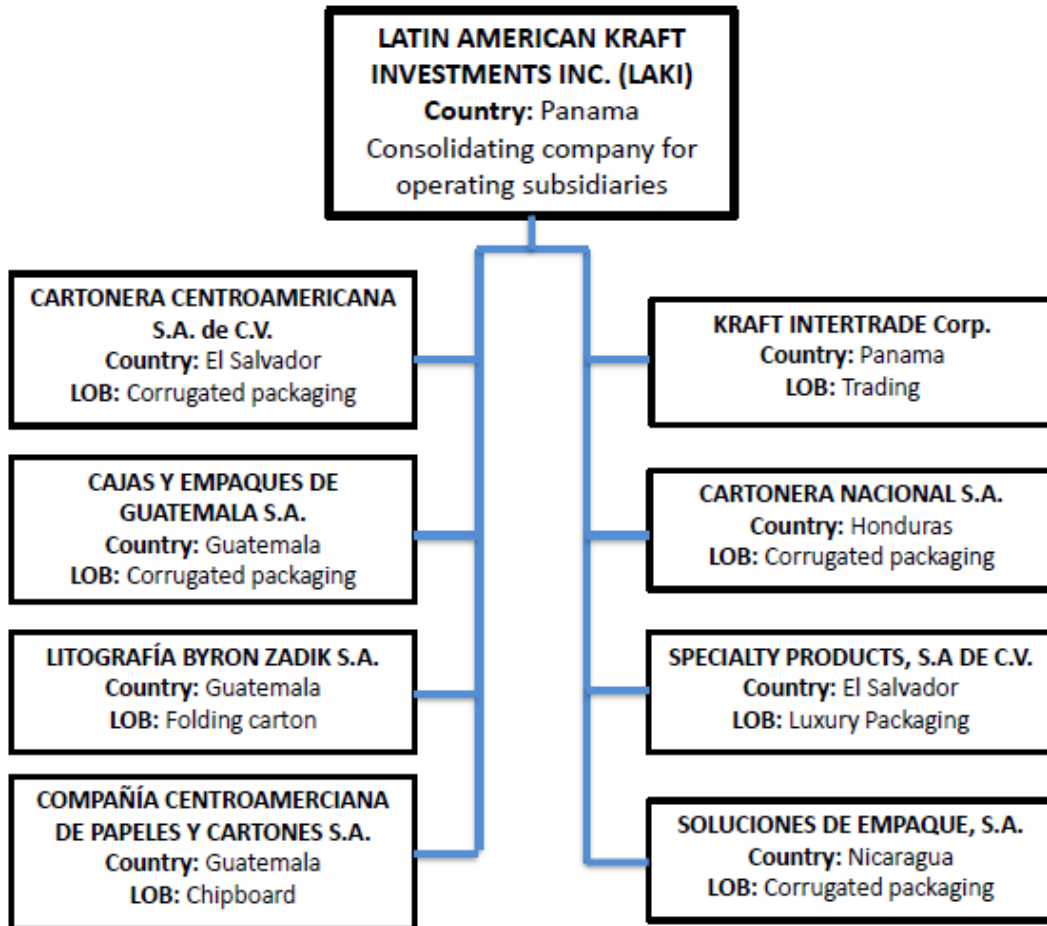 LATIN AMERICAN KRAFT
INVESTMENTS INC. (LAKI)
Country: Panama
Consolidating company for
operating subsidiaries
CARTONERA CENTROAMERICANA
S.A. de C.V.
Country: El Salvador
LOB: Corrugated packaging
CAJAS Y EMPAQUES DE
GUATEMALA S.A.
Country: Guatemala
LOB: Corrugated packaging
LITOGRAFÍA BYRON ZADIK S.A.
Country: Guatemala
LOB: Folding carton
COMPAÑÍA CENTROAMERCIANA
DE PAPELES Y CARTONES S.A.
Country: Guatemala
LOB: Chipboard
KRAFT INTERTRADE Corp.
Country: Panama
LOB: Trading
CARTONERA NACIONAL S.A.
Country: Honduras
LOB: Corrugated packaging
SPECIALTY PRODUCTS, S.A DE C.V.
Country: El Salvador
LOB: Luxury Packaging
SOLUCIONES DE EMPAQUE, S.A.
Country: Nicaragua
LOB: Corrugated packaging